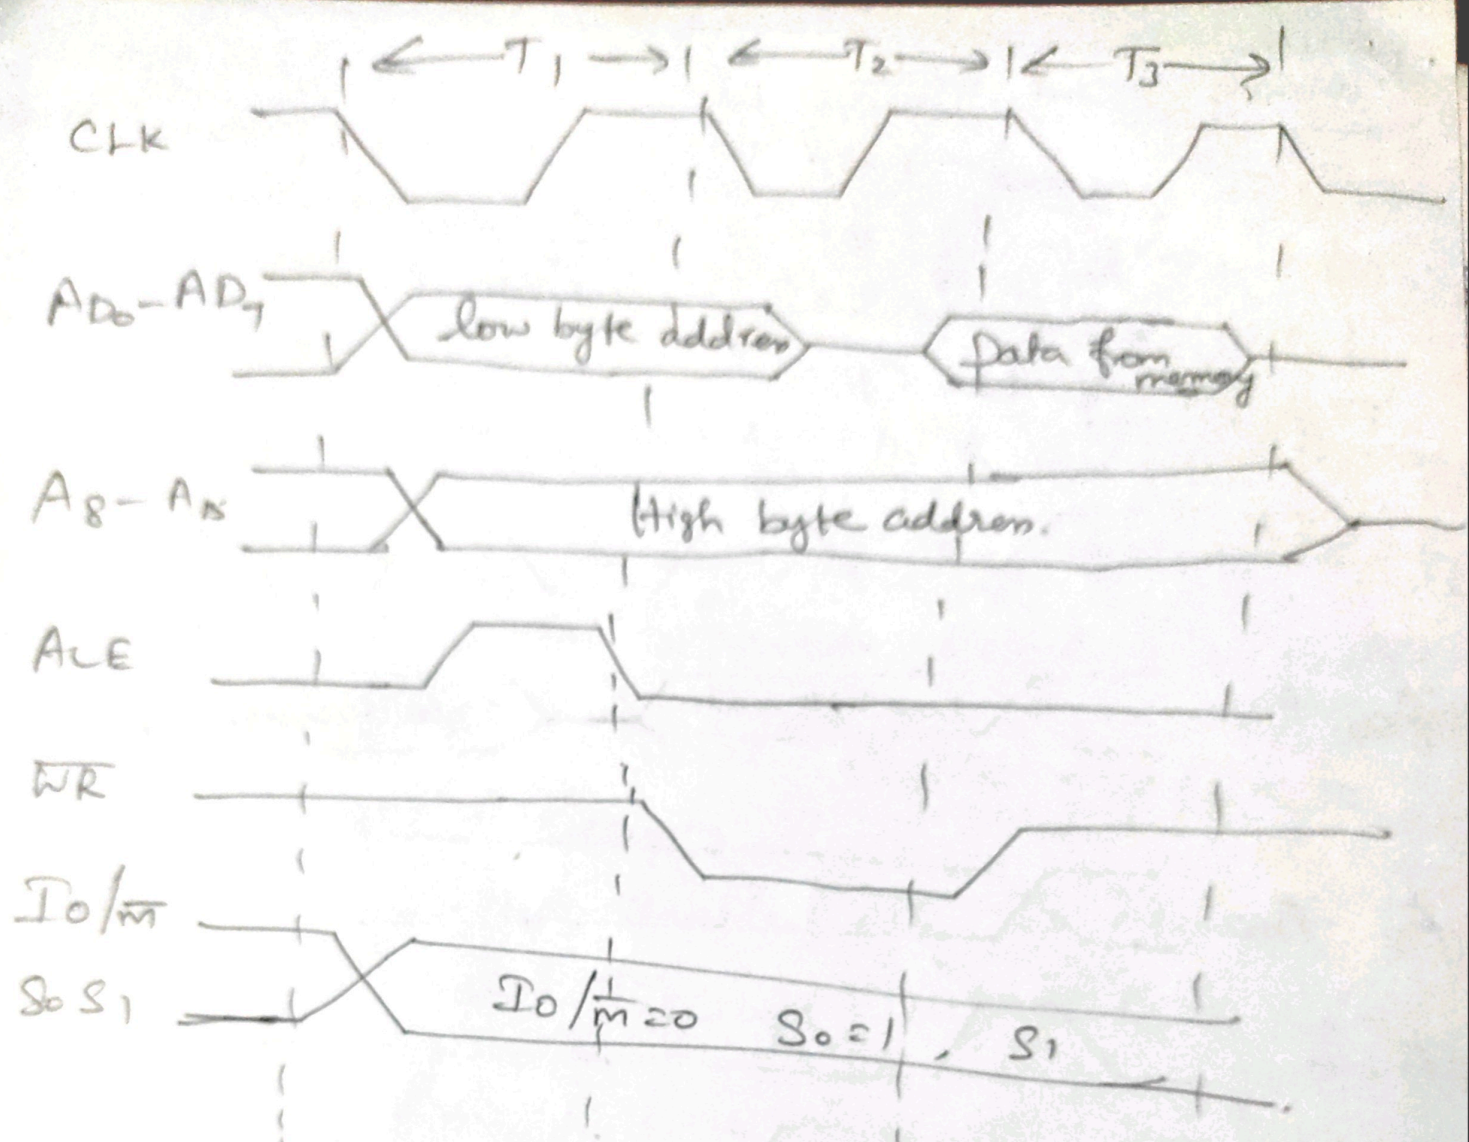 T1 T2 T3
CLK
AD0-AD7 low byte address Data from
memory
A8-A15 High byte address.
ALE
W̅R̅
IO/m̅
S0 S1 IO/m̅=0 S0=1, S1